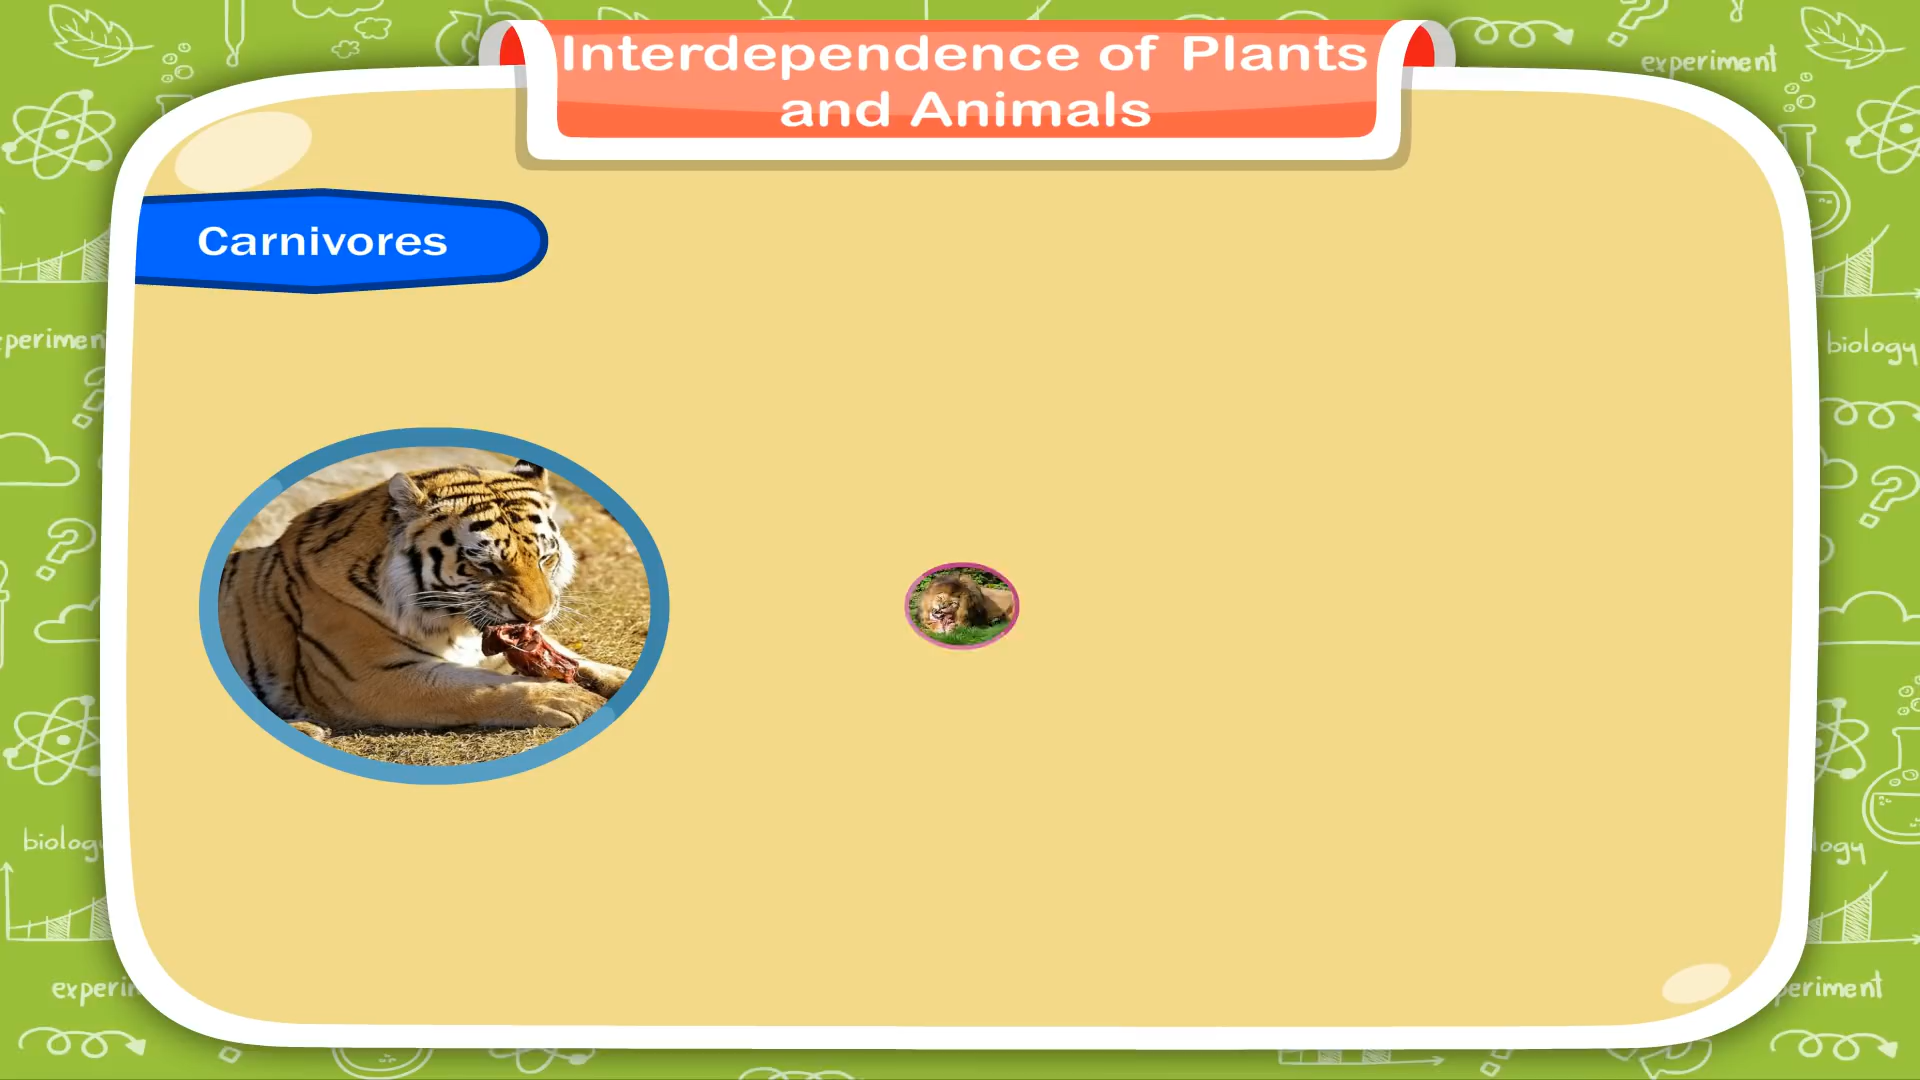 Interdependence of Plants
and Animals
Carnivores
experiment
biology
biology
experiment